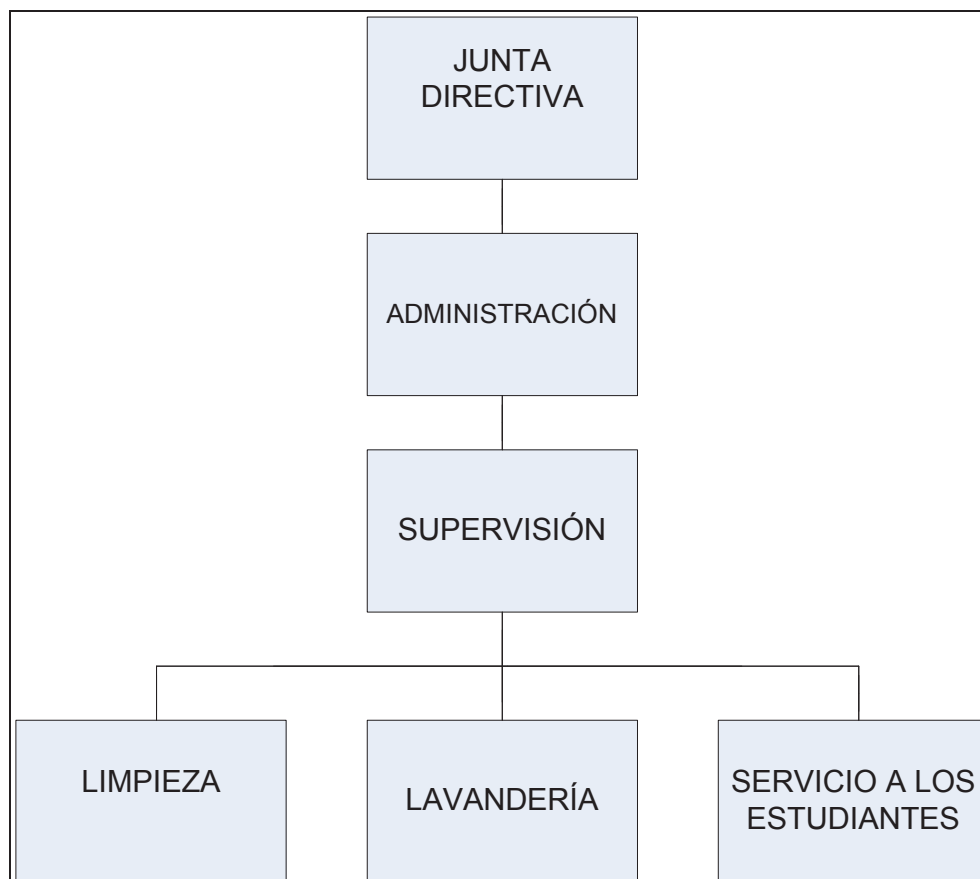 JUNTA
DIRECTIVA
ADMINISTRACIÓN
SUPERVISIÓN
LIMPIEZA
LAVANDERÍA
SERVICIO A LOS
ESTUDIANTES